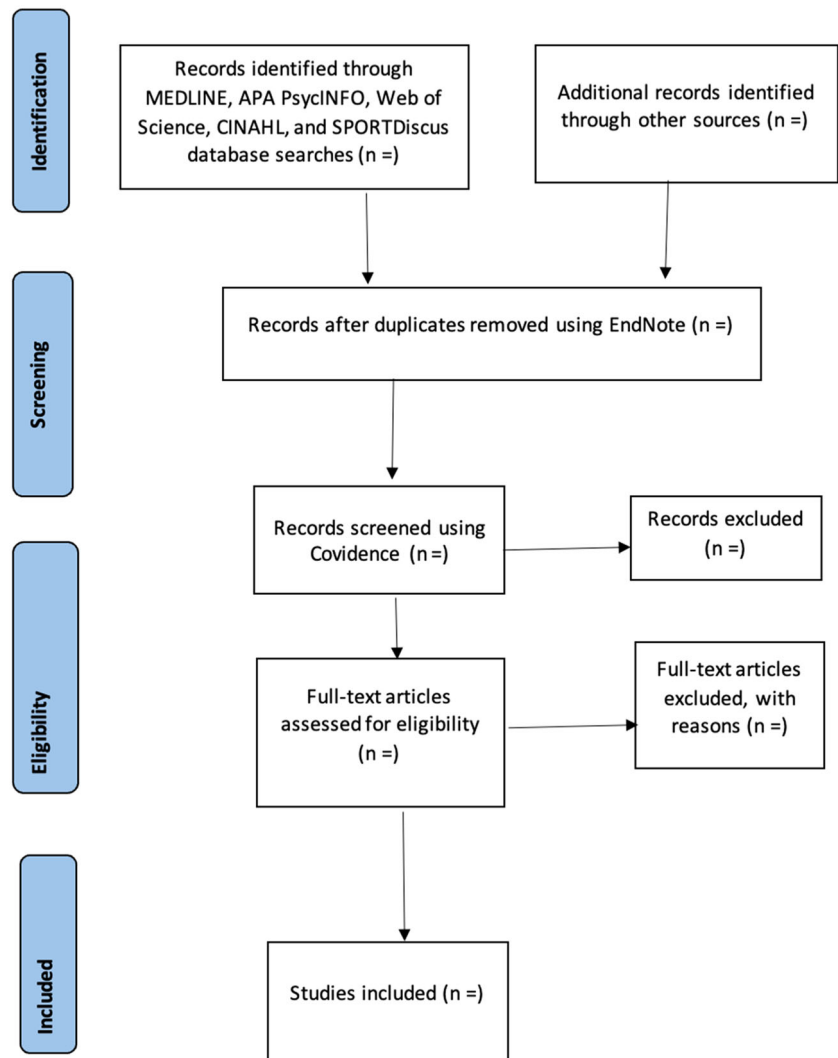 Identification
Records identified through
MEDLINE, APA PsycINFO, Web of
Science, CINAHL, and SPORTDiscus
database searches (n =)
Additional records identified
through other sources (n =)
Screening
Records after duplicates removed using EndNote (n =)
Records screened using
Covidence (n =)
Records excluded
(n =)
Eligibility
Full-text articles
assessed for eligibility
(n =)
Full-text articles
excluded, with
reasons (n =)
Included
Studies included (n =)